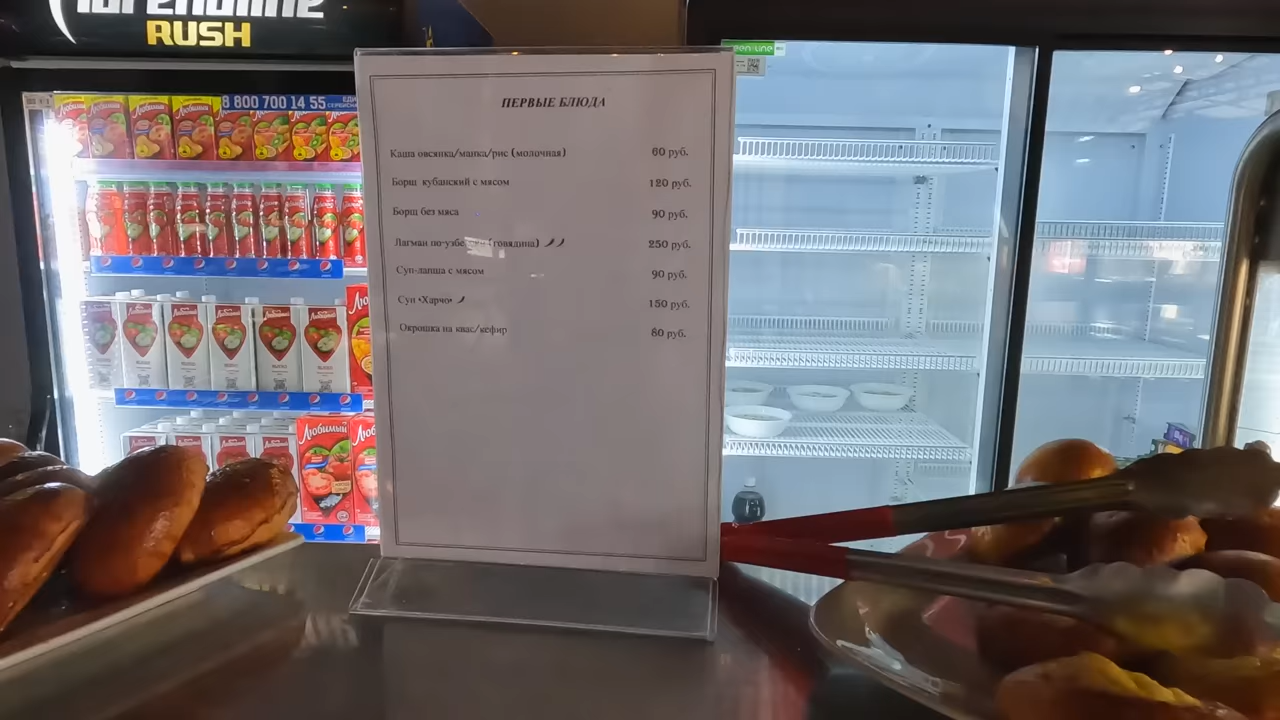 RUSH
8 800 700 14 55
ПЕРВЫЕ БЛЮДА
Каша овсянка/манка/рис (молочная) 60 руб.
Борщ кубанский с мясом 120 руб.
Борщ без мяса 90 руб.
Лагман (говядина) 250 руб.
Суп-лапша с мясом 90 руб.
Суп «Харчо» 150 руб.
Окрошка на квас/кефир 80 руб.
Любимый